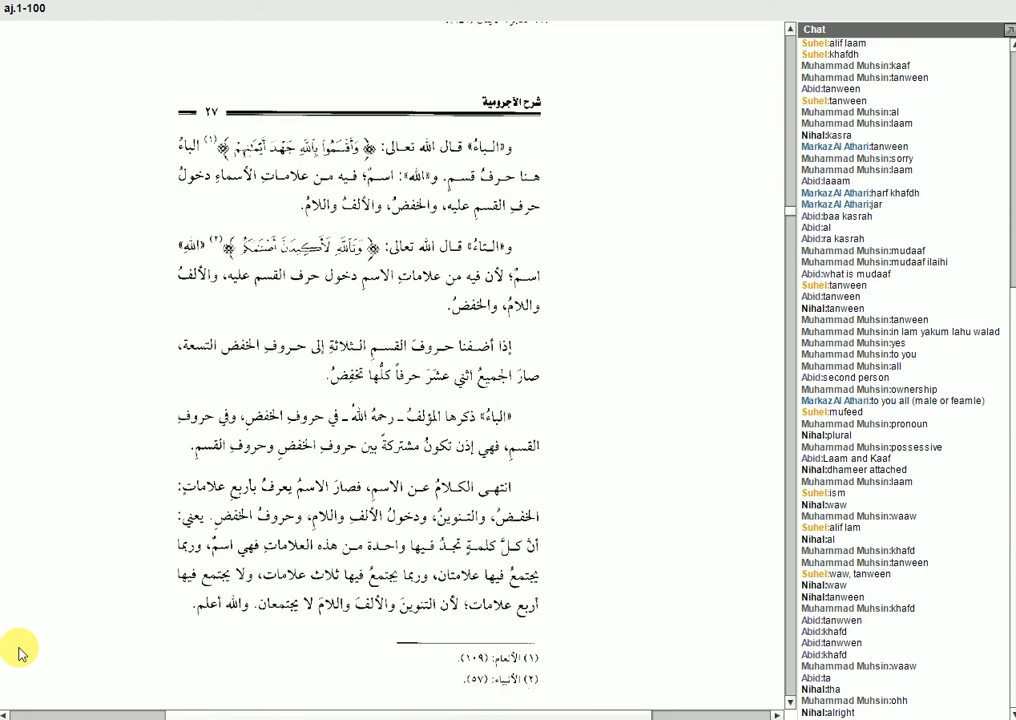 aj.1-100
شرح الآجرومية
٢٧
و«الباءُ» قال الله تعالى: ﴿وَأَقْسَمُوا۟ بِٱللَّهِ جَهْدَ أَيْمَـٰنِهِمْ﴾(١) الباءُ
هنا حرفُ قسمٍ. و«الله»: اسمٌ؛ فيه من علاماتِ الأسماءِ دخولُ
حرفِ القسمِ عليه، والخفضُ، والألفُ واللامُ.
و«التاءُ» قال الله تعالى: ﴿وَتَٱللَّهِ لَأَكِيدَنَّ أَصْنَـٰمَكُم﴾(٢) «اللهِ»
اسمٌ؛ لأن فيه من علاماتِ الاسمِ دخول حرف القسم عليه، والألفُ
واللامُ، والخفضُ.
إذا أضفنا حروفَ القسمِ الثلاثةِ إلى حروفِ الخفضِ التسعة،
صارَ الجميعُ اثني عشَرَ حرفاً كلُّها تخفِضُ.
«الباءُ» ذكرها المؤلفُ ـ رحمهُ اللهُ ـ في حروفِ الخفضِ، وفي حروفِ
القسمِ، فهي إذن تكونُ مشتركةً بين حروفِ الخفضِ وحروفِ القسمِ.
انتهى الكلامُ عن الاسمِ، فصارَ الاسمُ يعرفُ بأربعِ علاماتٍ:
الخفضُ، والتنوينُ، ودخولُ الألفِ واللامِ، وحروفُ الخفضِ. يعني:
أنَّ كلَّ كلمةٍ تجدُ فيها واحدة من هذه العلاماتِ فهي اسمٌ، وربما
يجتمعُ فيها علامتان، وربما يجتمعُ فيها ثلاث علامات، ولا يجتمع فيها
أربع علامات؛ لأن التنوينَ والألفَ واللامَ لا يجتمعان. والله أعلم.
(١) الأنعام: (١٠٩).
(٢) الأنبياء: (٥٧).
Chat
Suhel:alif laam
Suhel:khafdh
Muhammad Muhsin:kaaf
Muhammad Muhsin:tanween
Abid:tanween
Suhel:tanween
Muhammad Muhsin:al
Muhammad Muhsin:laam
Nihal:kasra
Markaz Al Athari:tanween
Muhammad Muhsin:sorry
Muhammad Muhsin:laam
Abid:laaam
Markaz Al Athari:harf khafdh
Markaz Al Athari:jar
Abid:baa kasrah
Abid:al
Abid:ra kasrah
Muhammad Muhsin:mudaaf
Muhammad Muhsin:mudaaf ilaihi
Abid:what is mudaaf
Suhel:tanween
Abid:tanween
Nihal:tanween
Muhammad Muhsin:tanween
Muhammad Muhsin:in lam yakum lahu walad
Muhammad Muhsin:yes
Muhammad Muhsin:to you
Muhammad Muhsin:all
Abid:second person
Muhammad Muhsin:ownership
Markaz Al Athari:to you all (male or feamle)
Suhel:mufeed
Muhammad Muhsin:pronoun
Nihal:plural
Muhammad Muhsin:possessive
Abid:Laam and Kaaf
Nihal:dhameer attached
Muhammad Muhsin:laam
Suhel:ism
Nihal:waw
Muhammad Muhsin:waaw
Suhel:alif lam
Nihal:al
Muhammad Muhsin:khafd
Muhammad Muhsin:tanween
Suhel:waw, tanween
Nihal:waw
Nihal:tanween
Muhammad Muhsin:khafd
Abid:tanwwen
Abid:khafd
Abid:tanwwen
Abid:khafd
Muhammad Muhsin:waaw
Abid:ta
Nihal:tha
Muhammad Muhsin:ohh
Nihal:alright